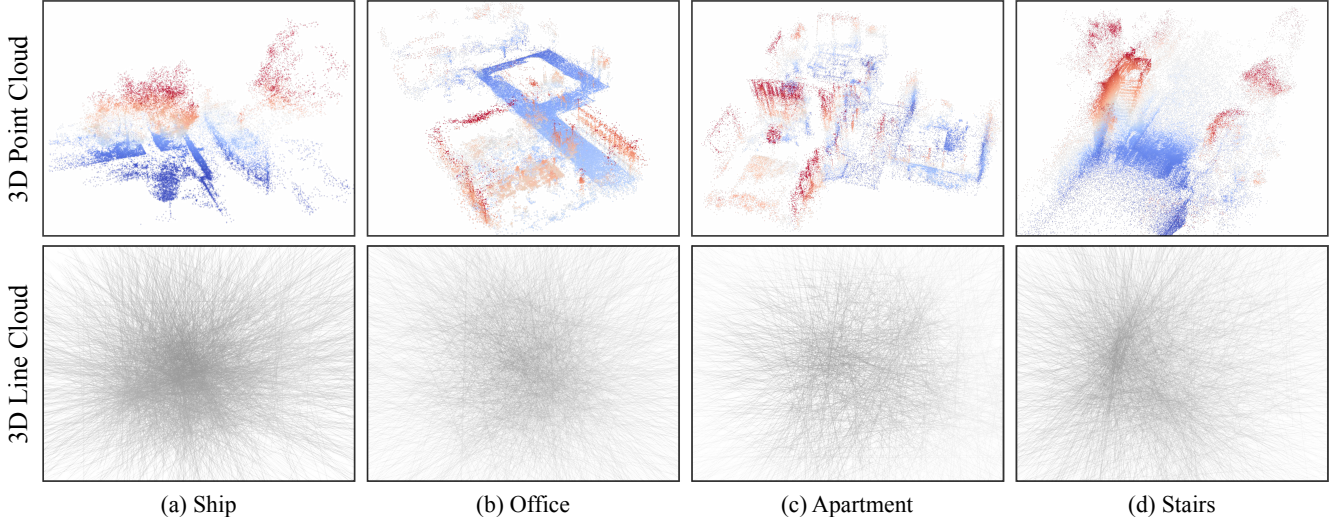 3D Point Cloud
3D Line Cloud
(a) Ship
(b) Office
(c) Apartment
(d) Stairs